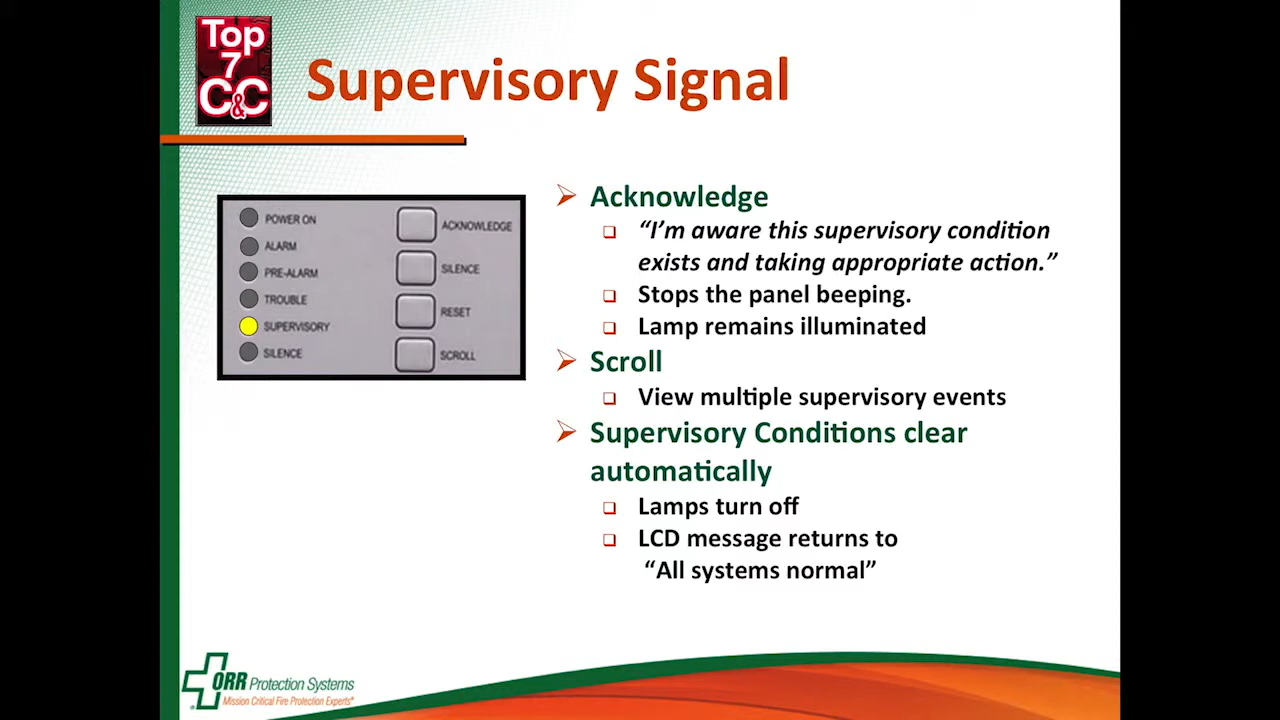 Top
7
C&C
Supervisory Signal
POWER ON
ALARM
PRE-ALARM
TROUBLE
SUPERVISORY
SILENCE
ACKNOWLEDGE
SILENCE
RESET
SCROLL
Acknowledge
“I’m aware this supervisory condition
exists and taking appropriate action.”
Stops the panel beeping.
Lamp remains illuminated
Scroll
View multiple supervisory events
Supervisory Conditions clear
automatically
Lamps turn off
LCD message returns to
“All systems normal”
ORR Protection Systems
Mission Critical Fire Protection Experts®